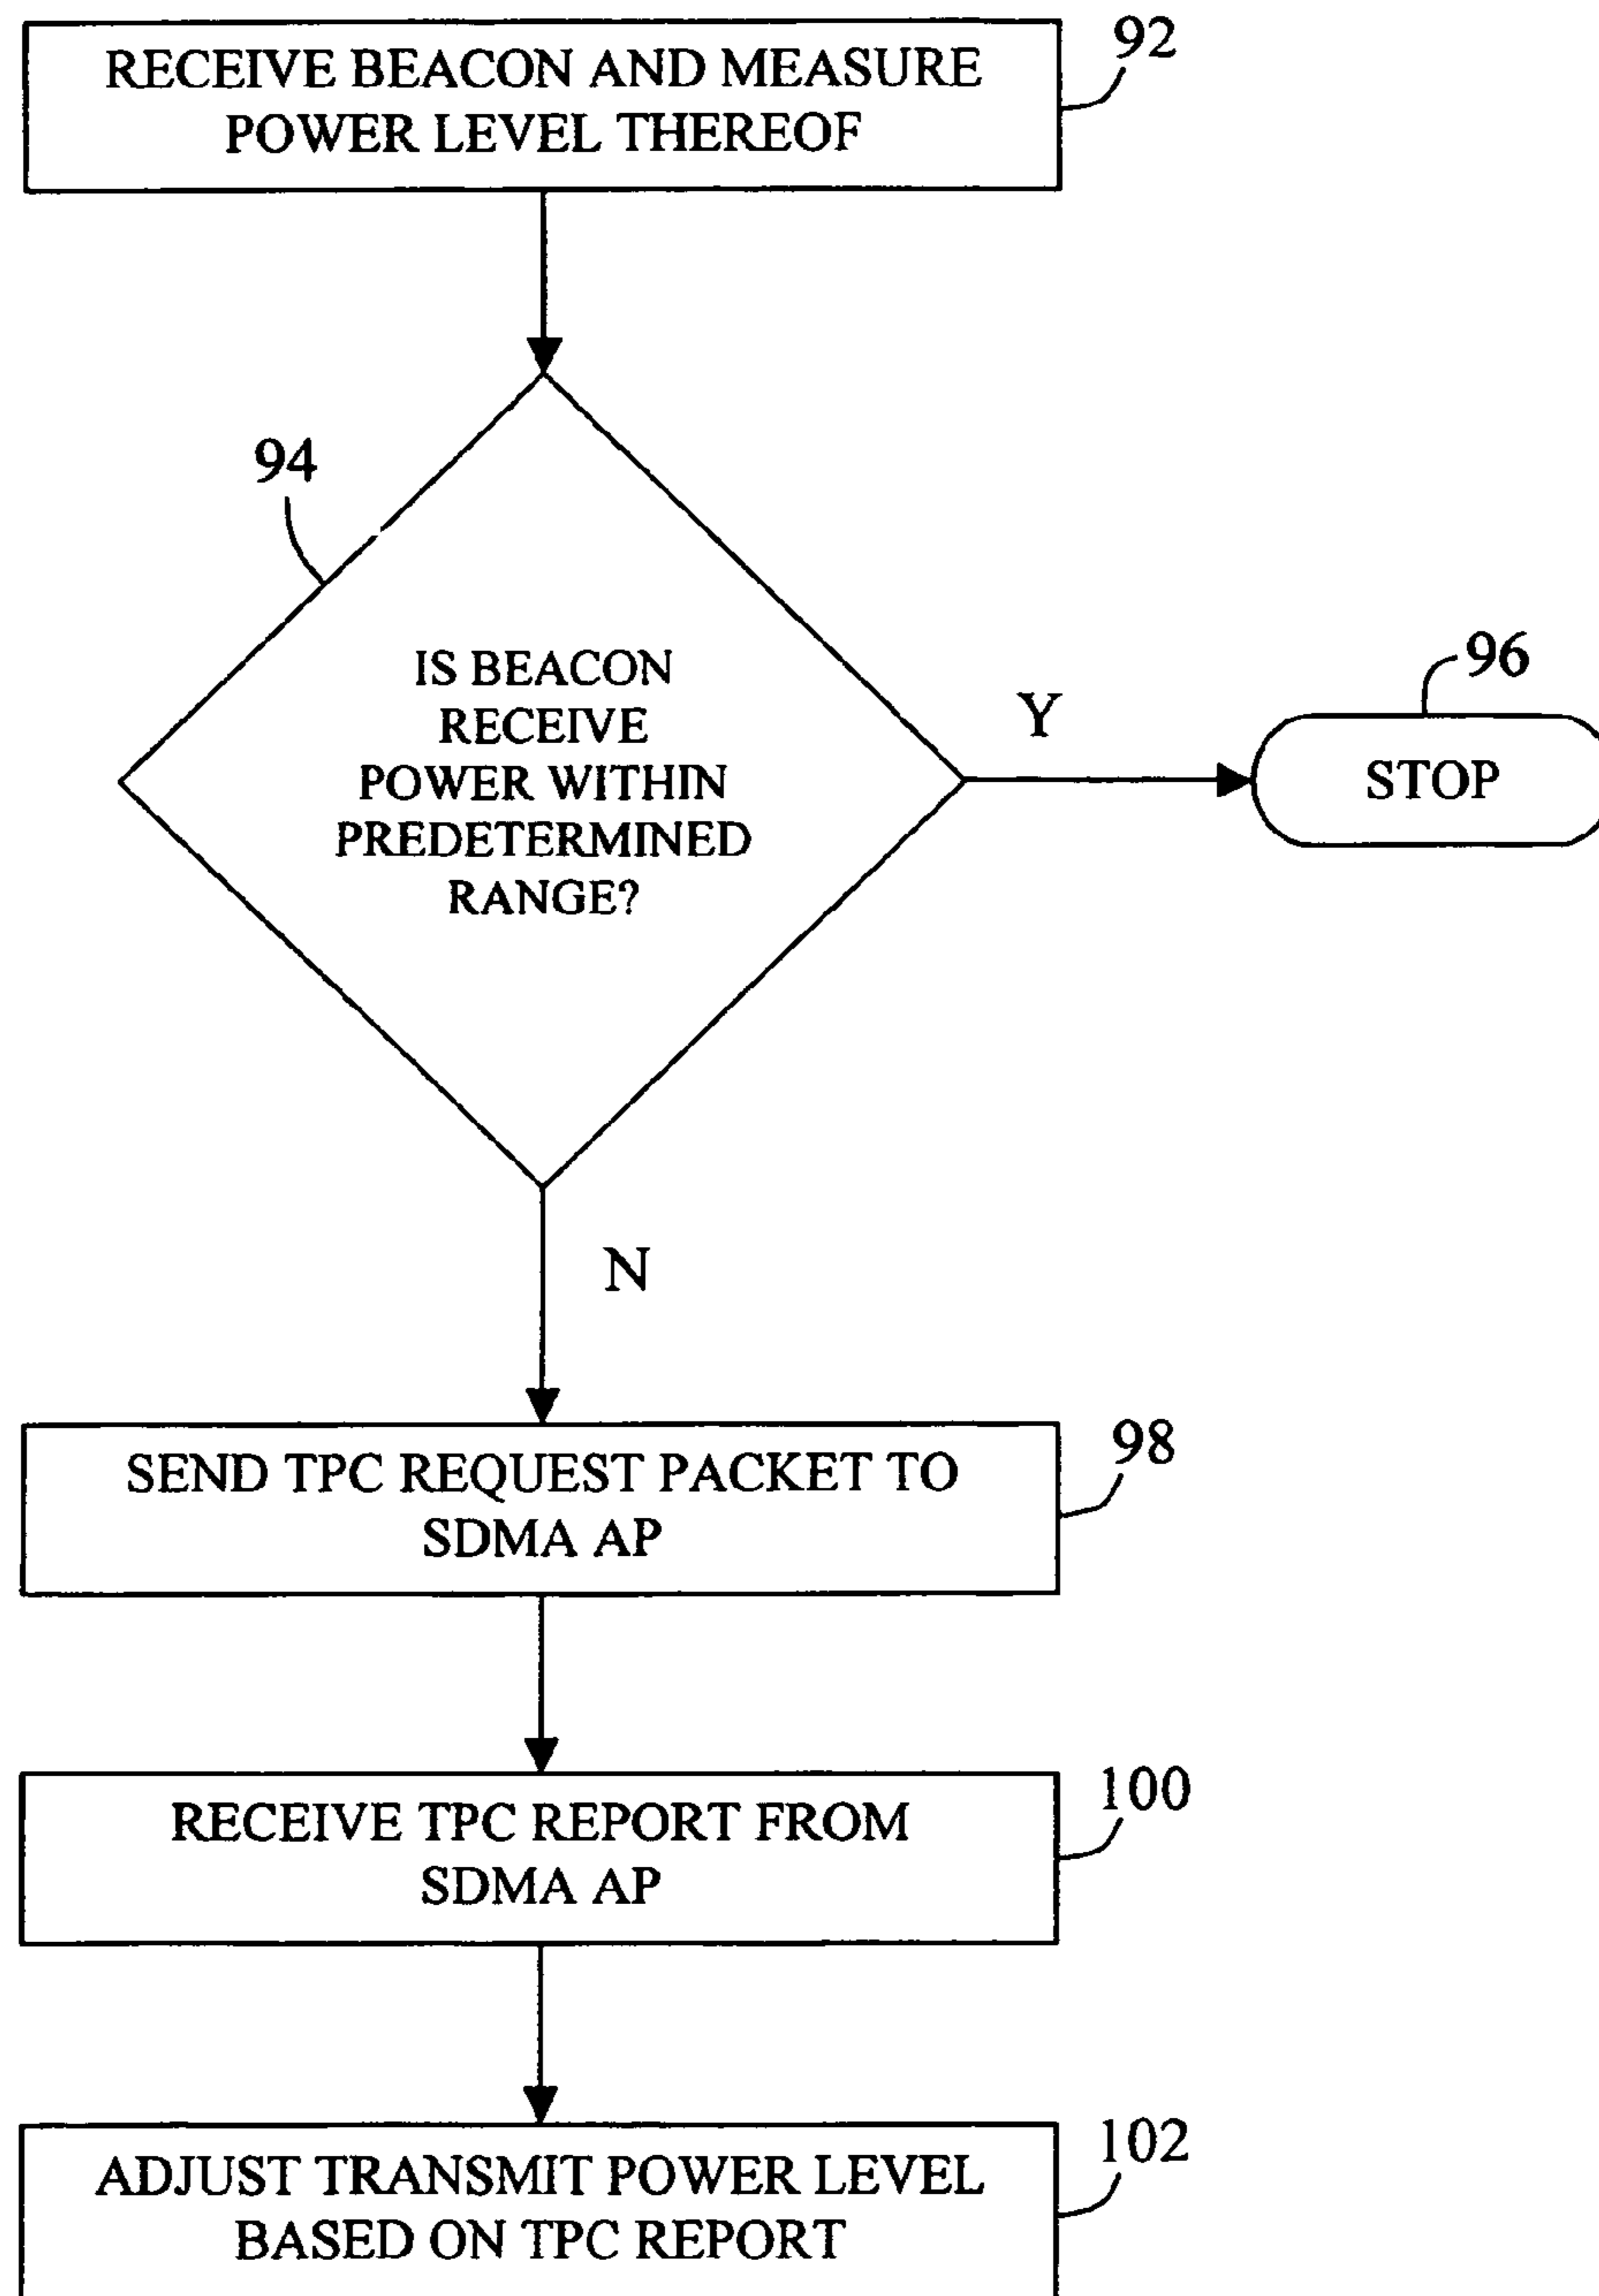 92
RECEIVE BEACON AND MEASURE
POWER LEVEL THEREOF
94
IS BEACON
RECEIVE
POWER WITHIN
PREDETERMINED
RANGE?
Y
96
STOP
N
98
SEND TPC REQUEST PACKET TO
SDMA AP
100
RECEIVE TPC REPORT FROM
SDMA AP
102
ADJUST TRANSMIT POWER LEVEL
BASED ON TPC REPORT